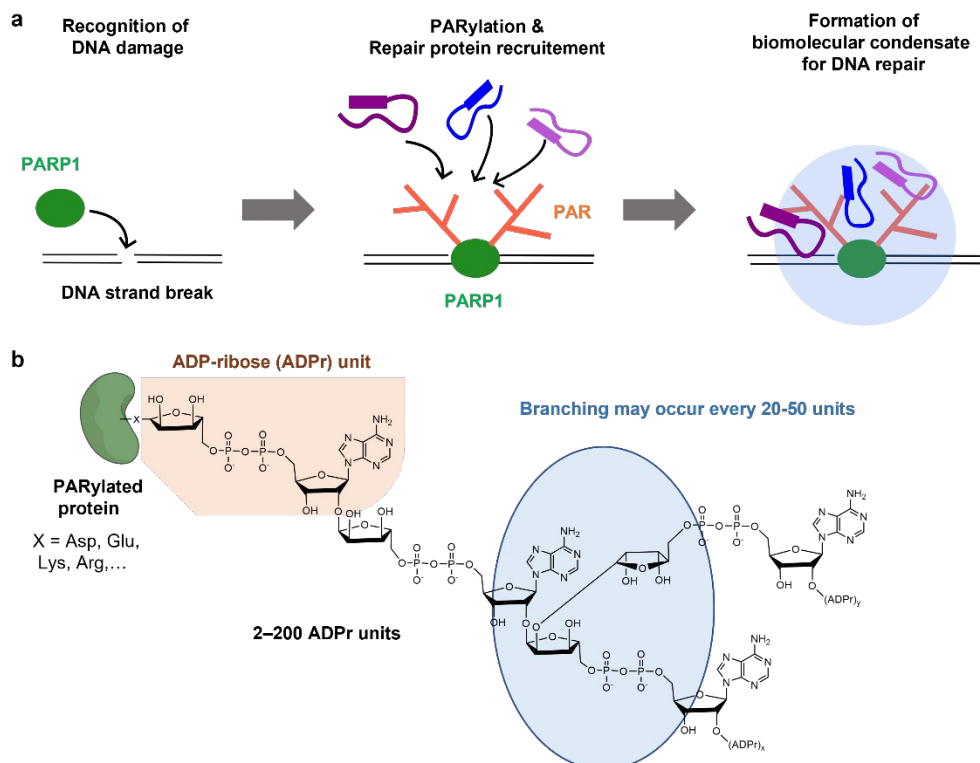 a
Recognition of
DNA damage
PARylation &
Repair protein recruitement
Formation of
biomolecular condensate
for DNA repair
PARP1
PAR
DNA strand break
PARP1
b
ADP-ribose (ADPr) unit
Branching may occur every 20-50 units
PARylated
protein
X = Asp, Glu,
Lys, Arg,...
2–200 ADPr units
X
HO
OH
O
O
O
O
P
O
P
O
O-
O-
O
N
N
N
N
NH2
OH
O
OH
OH
O
O
O
O
P
O
P
O
O-
O-
O
N
N
N
N
NH2
OH
O
O
O
OH
O
O
O
P
O
P
O
O-
O-
O
N
N
N
N
NH2
OH
O
(ADPr)x
O
OH
OH
O
O
O
P
O
P
O
O-
O-
O
N
N
N
N
NH2
OH
O
(ADPr)y